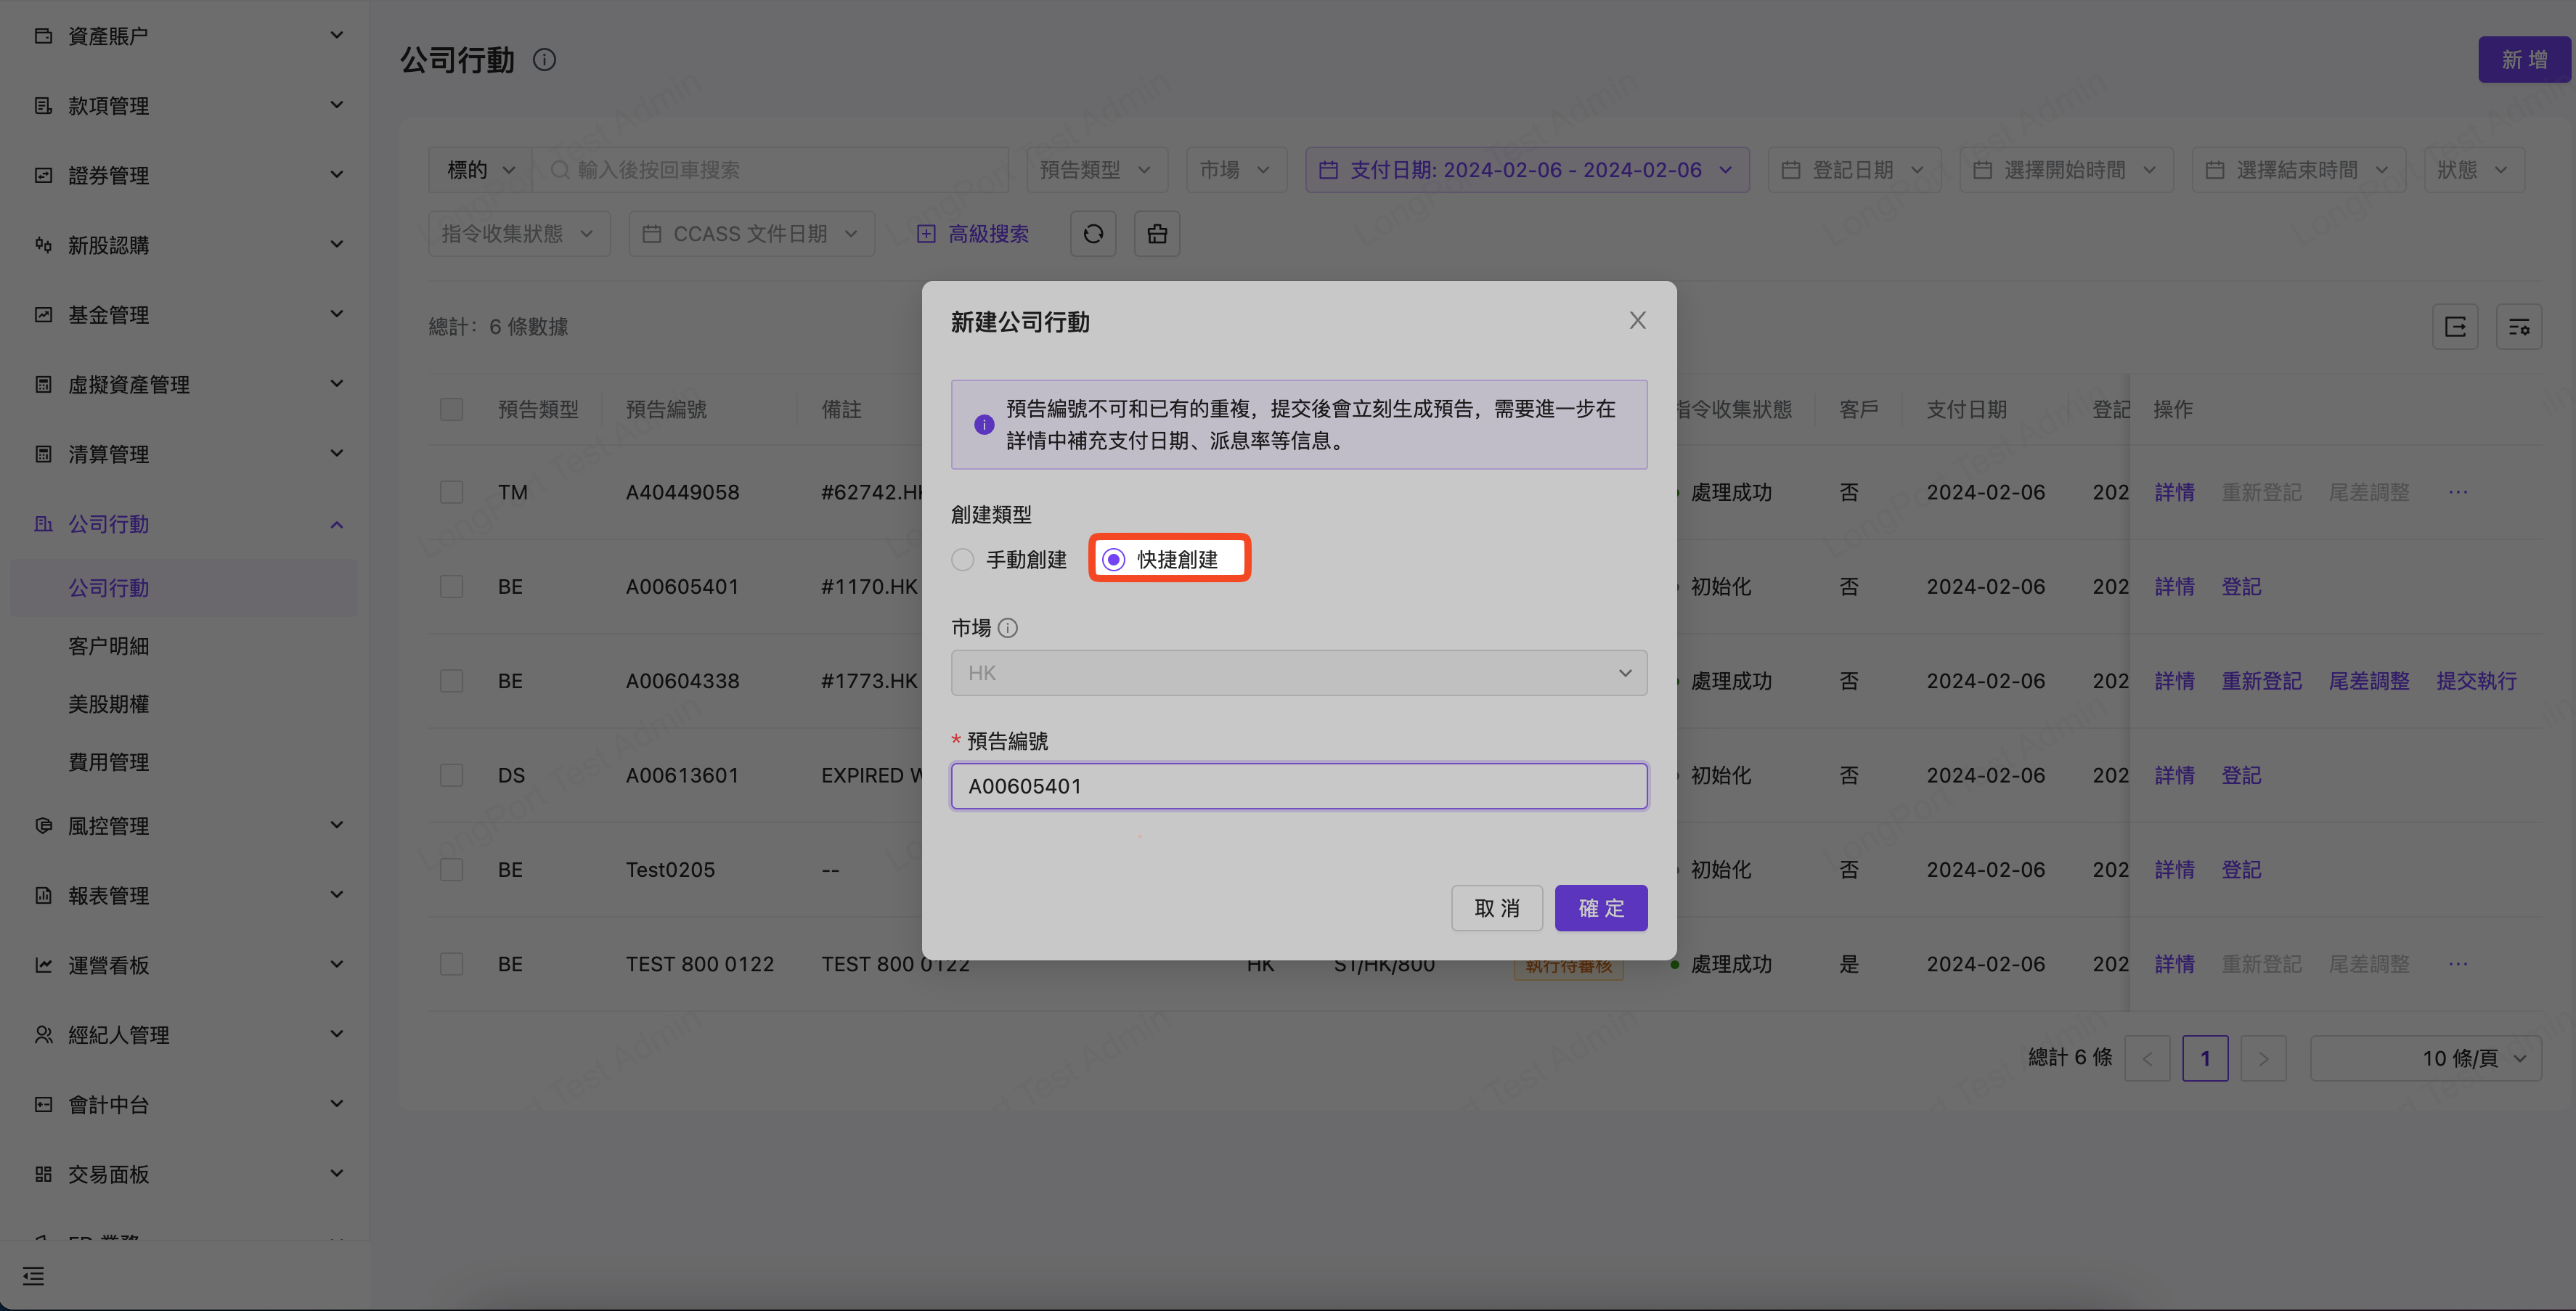 資產賬户
款項管理
證券管理
新股認購
基金管理
虛擬資產管理
清算管理
公司行動
公司行動
客户明細
美股期權
費用管理
風控管理
報表管理
運營看板
經紀人管理
會計中台
交易面板
公司行動
新增
標的 輸入後按回車搜索 預告類型 市場 支付日期: 2024-02-06 - 2024-02-06 登記日期 選擇開始時間 選擇結束時間 狀態
指令收集狀態 CCASS 文件日期 高級搜索
總計: 6 條數據
預告類型 預告編號 備註 指令收集狀態 客戶 支付日期 登記 操作
TM A40449058 #62742.HK 處理成功 否 2024-02-06 202 詳情 重新登記 尾差調整 ...
BE A00605401 #1170.HK 初始化 否 2024-02-06 202 詳情 登記
BE A00604338 #1773.HK 處理成功 否 2024-02-06 202 詳情 重新登記 尾差調整 提交執行
DS A00613601 EXPIRED 初始化 否 2024-02-06 202 詳情 登記
BE Test0205 -- 初始化 否 2024-02-06 202 詳情 登記
BE TEST 800 0122 TEST 800 0122 HK ST/HK/800 執行待審核 處理成功 是 2024-02-06 202 詳情 重新登記 尾差調整 ...
總計 6 條 < 1 > 10 條/頁
新建公司行動
預告編號不可和已有的重複，提交後會立刻生成預告，需要進一步在
詳情中補充支付日期、派息率等信息。
創建類型
手動創建 快捷創建
市場
HK
* 預告編號
A00605401
取消 確定
LongPort Test Admin